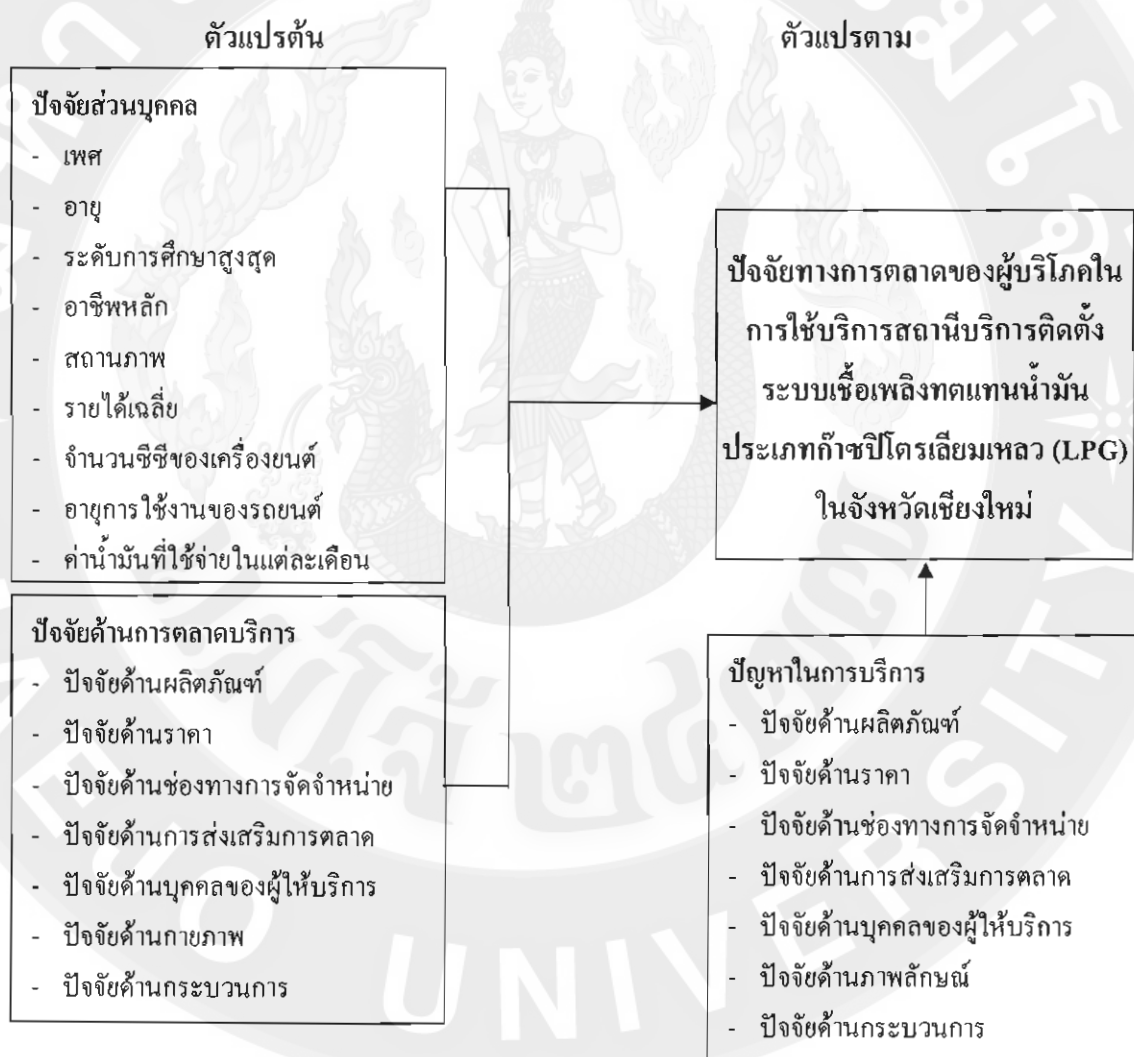 ตัวแปรต้น
ปัจจัยส่วนบุคคล
- เพศ
- อายุ
- ระดับการศึกษาสูงสุด
- อาชีพหลัก
- สถานภาพ
- รายได้เฉลี่ย
- จำนวนซีซีของเครื่องยนต์
- อายุการใช้งานของรถยนต์
- ค่าน้ำมันที่ใช้จ่ายในแต่ละเดือน
ปัจจัยด้านการตลาดบริการ
- ปัจจัยด้านผลิตภัณฑ์
- ปัจจัยด้านราคา
- ปัจจัยด้านช่องทางการจัดจำหน่าย
- ปัจจัยด้านการส่งเสริมการตลาด
- ปัจจัยด้านบุคคลของผู้ให้บริการ
- ปัจจัยด้านกายภาพ
- ปัจจัยด้านกระบวนการ
ตัวแปรตาม
ปัจจัยทางการตลาดของผู้บริโภคใน
การใช้บริการสถานีบริการติดตั้ง
ระบบเชื้อเพลิงทดแทนน้ำมัน
ประเภทก๊าซปิโตรเลียมเหลว (LPG)
ในจังหวัดเชียงใหม่
ปัญหาในการบริการ
- ปัจจัยด้านผลิตภัณฑ์
- ปัจจัยด้านราคา
- ปัจจัยด้านช่องทางการจัดจำหน่าย
- ปัจจัยด้านการส่งเสริมการตลาด
- ปัจจัยด้านบุคคลของผู้ให้บริการ
- ปัจจัยด้านภาพลักษณ์
- ปัจจัยด้านกระบวนการ
UNIVERSITY